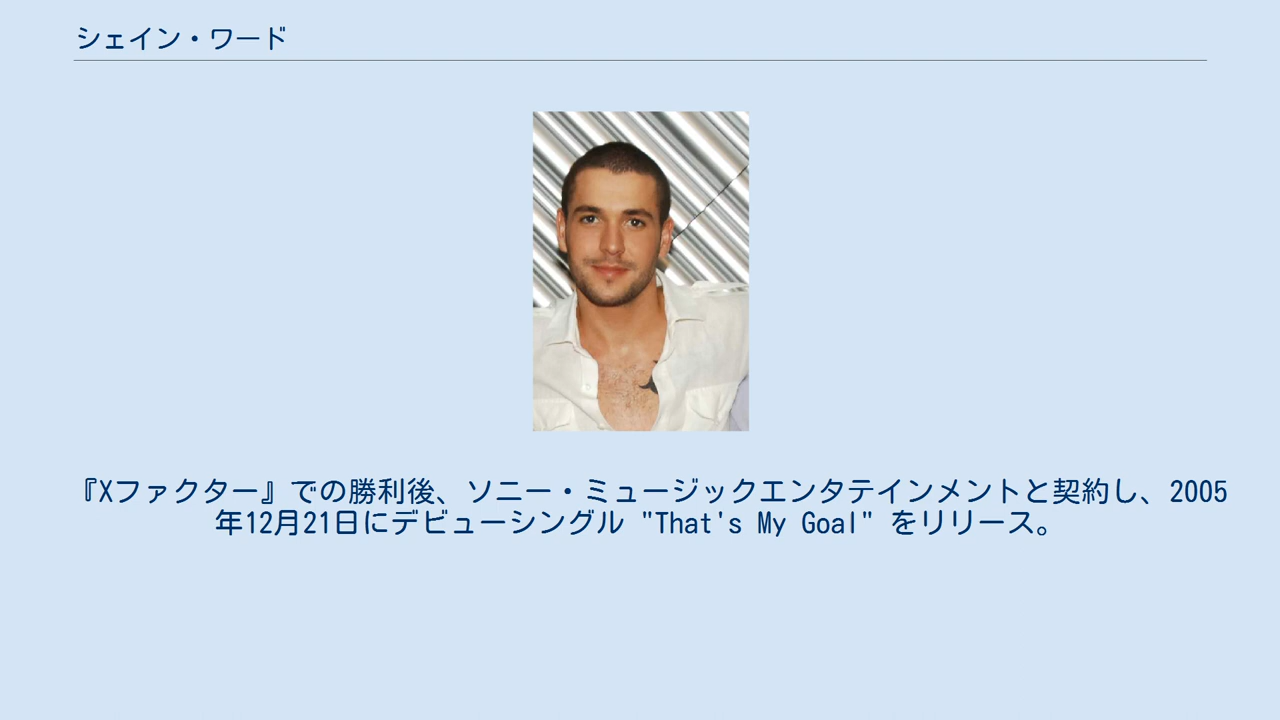 シェイン・ワード
『Xファクター』での勝利後、ソニー・ミュージックエンタテインメントと契約し、2005
年12月21日にデビューシングル "That's My Goal" をリリース。